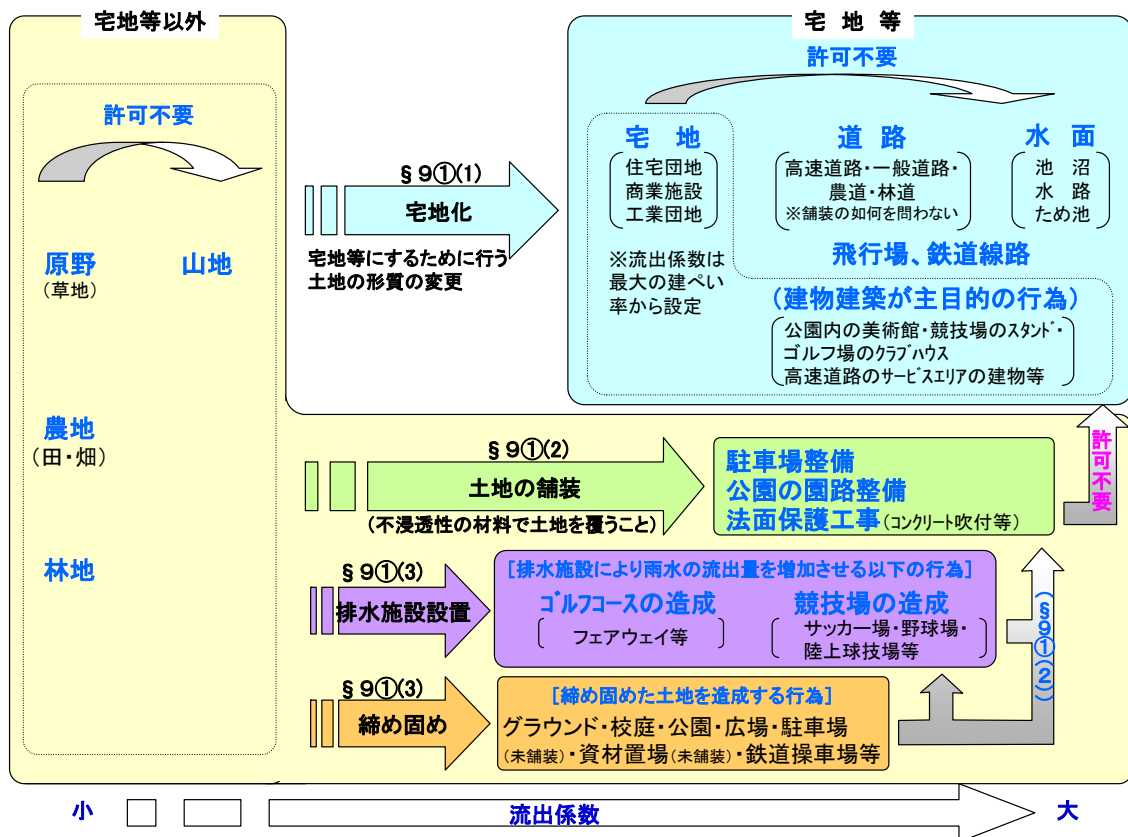 宅地等以外
許可不要
原野
(草地)
山地
農地
(田・畑)
林地
§9①(1)
宅地化
宅地等にするために行う
土地の形質の変更
宅 地 等
許可不要
宅 地
住宅団地
商業施設
工業団地
※流出係数は
最大の建ぺい
率から設定
道 路
高速道路・一般道路・
農道・林道
※舗装の如何を問わない
水 面
池 沼
水 路
ため池
飛行場、鉄道線路
(建物建築が主目的の行為)
公園内の美術館・競技場のスタンド・
ゴルフ場のクラブハウス
高速道路のサービスエリアの建物等
§9①(2)
土地の舗装
(不浸透性の材料で土地を覆うこと)
駐車場整備
公園の園路整備
法面保護工事(コンクリート吹付等)
許可不要
§9①(3)
排水施設設置
[排水施設により雨水の流出量を増加させる以下の行為]
ゴルフコースの造成
フェアウェイ等
競技場の造成
サッカー場・野球場・
陸上球技場等
(§9①2)
§9①(3)
締め固め
[締め固めた土地を造成する行為]
グラウンド・校庭・公園・広場・駐車場
(未舗装)・資材置場(未舗装)・鉄道操車場等
小
流出係数
大